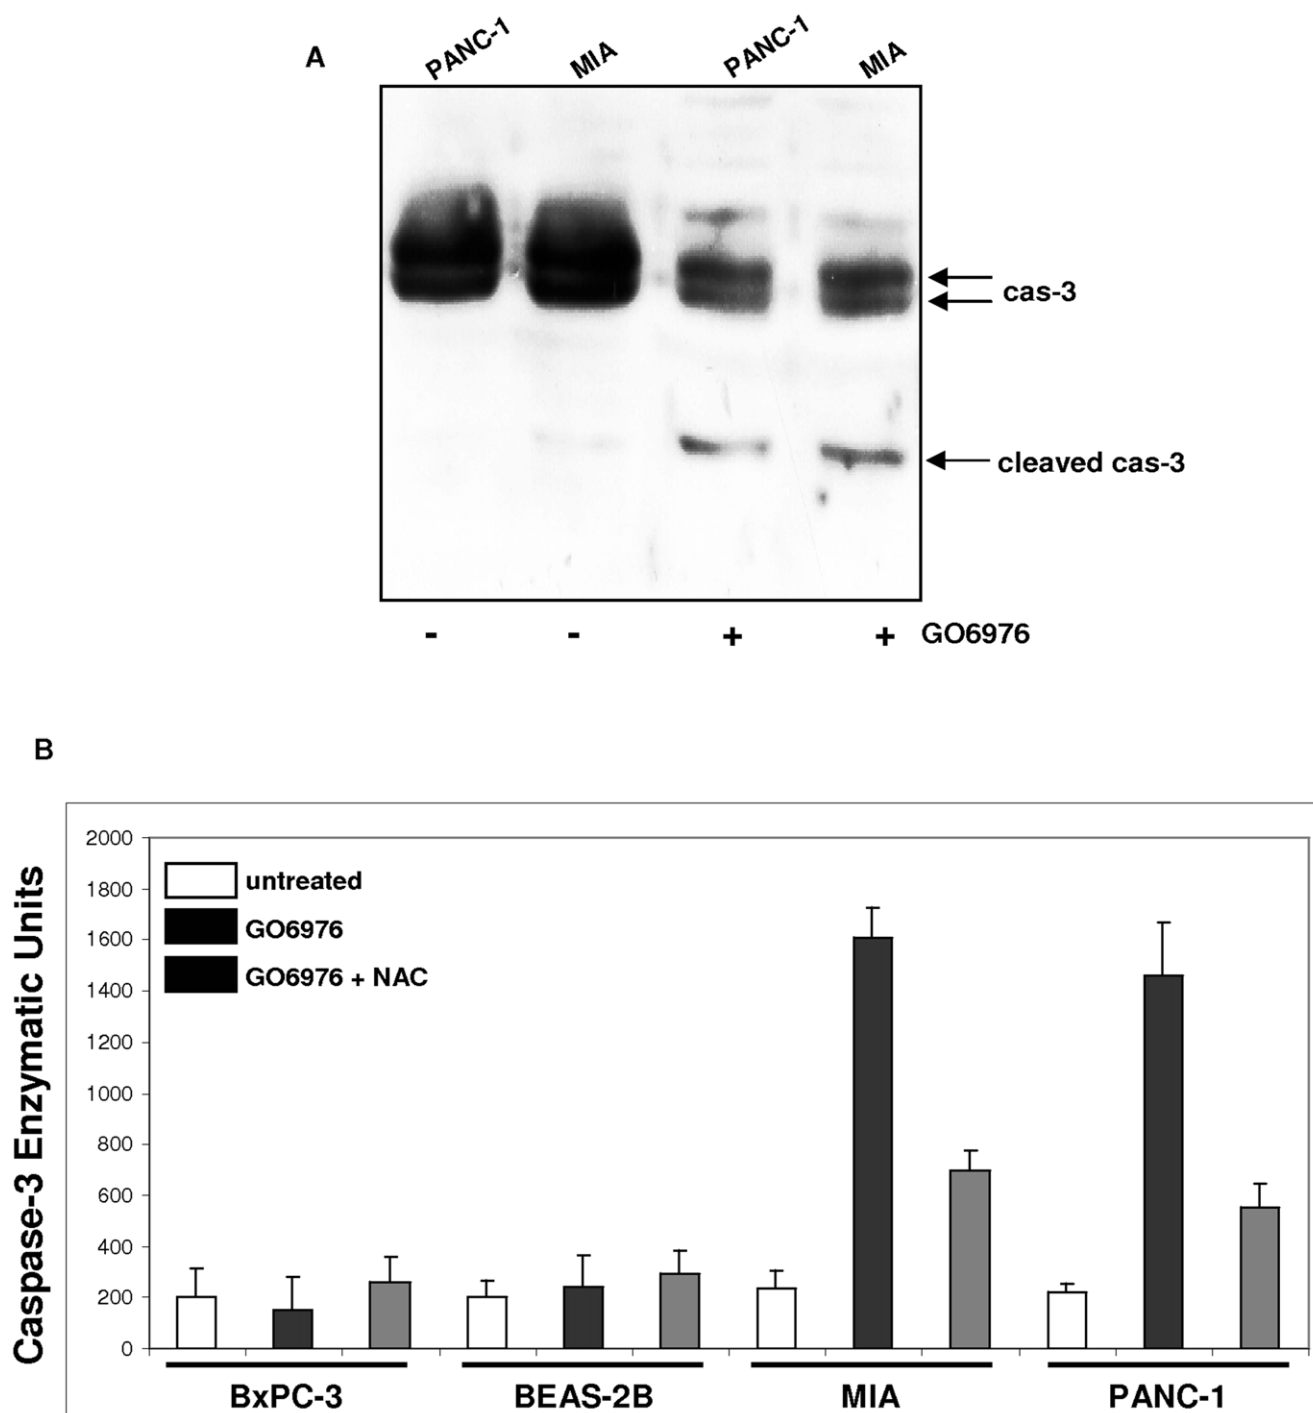 A
PANC-1 MIA PANC-1 MIA
cas-3
cleaved cas-3
- - + + GO6976
B
Caspase-3 Enzymatic Units
2000
1800
1600
1400
1200
1000
800
600
400
200
0
untreated
GO6976
GO6976 + NAC
BxPC-3 BEAS-2B MIA PANC-1